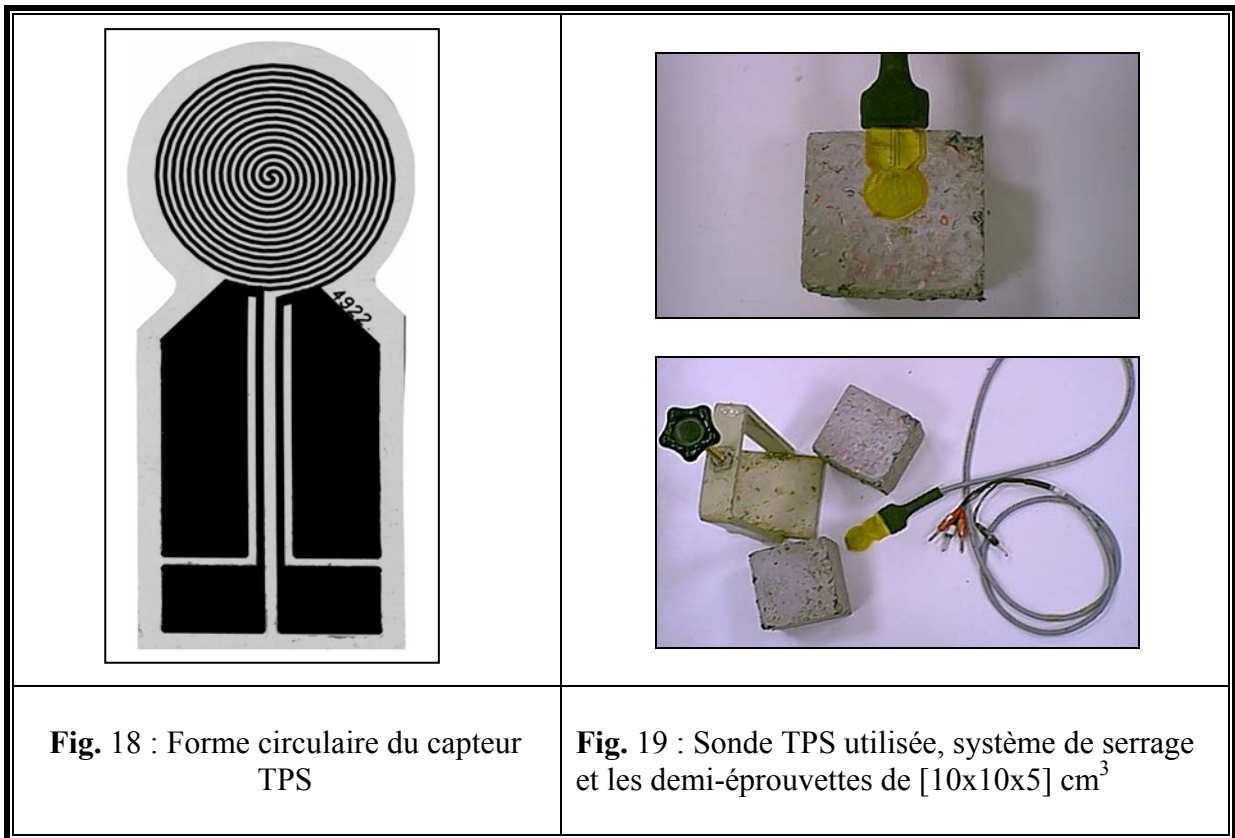 4922
Fig. 18 : Forme circulaire du capteur
TPS
Fig. 19 : Sonde TPS utilisée, système de serrage
et les demi-éprouvettes de [10x10x5] cm³